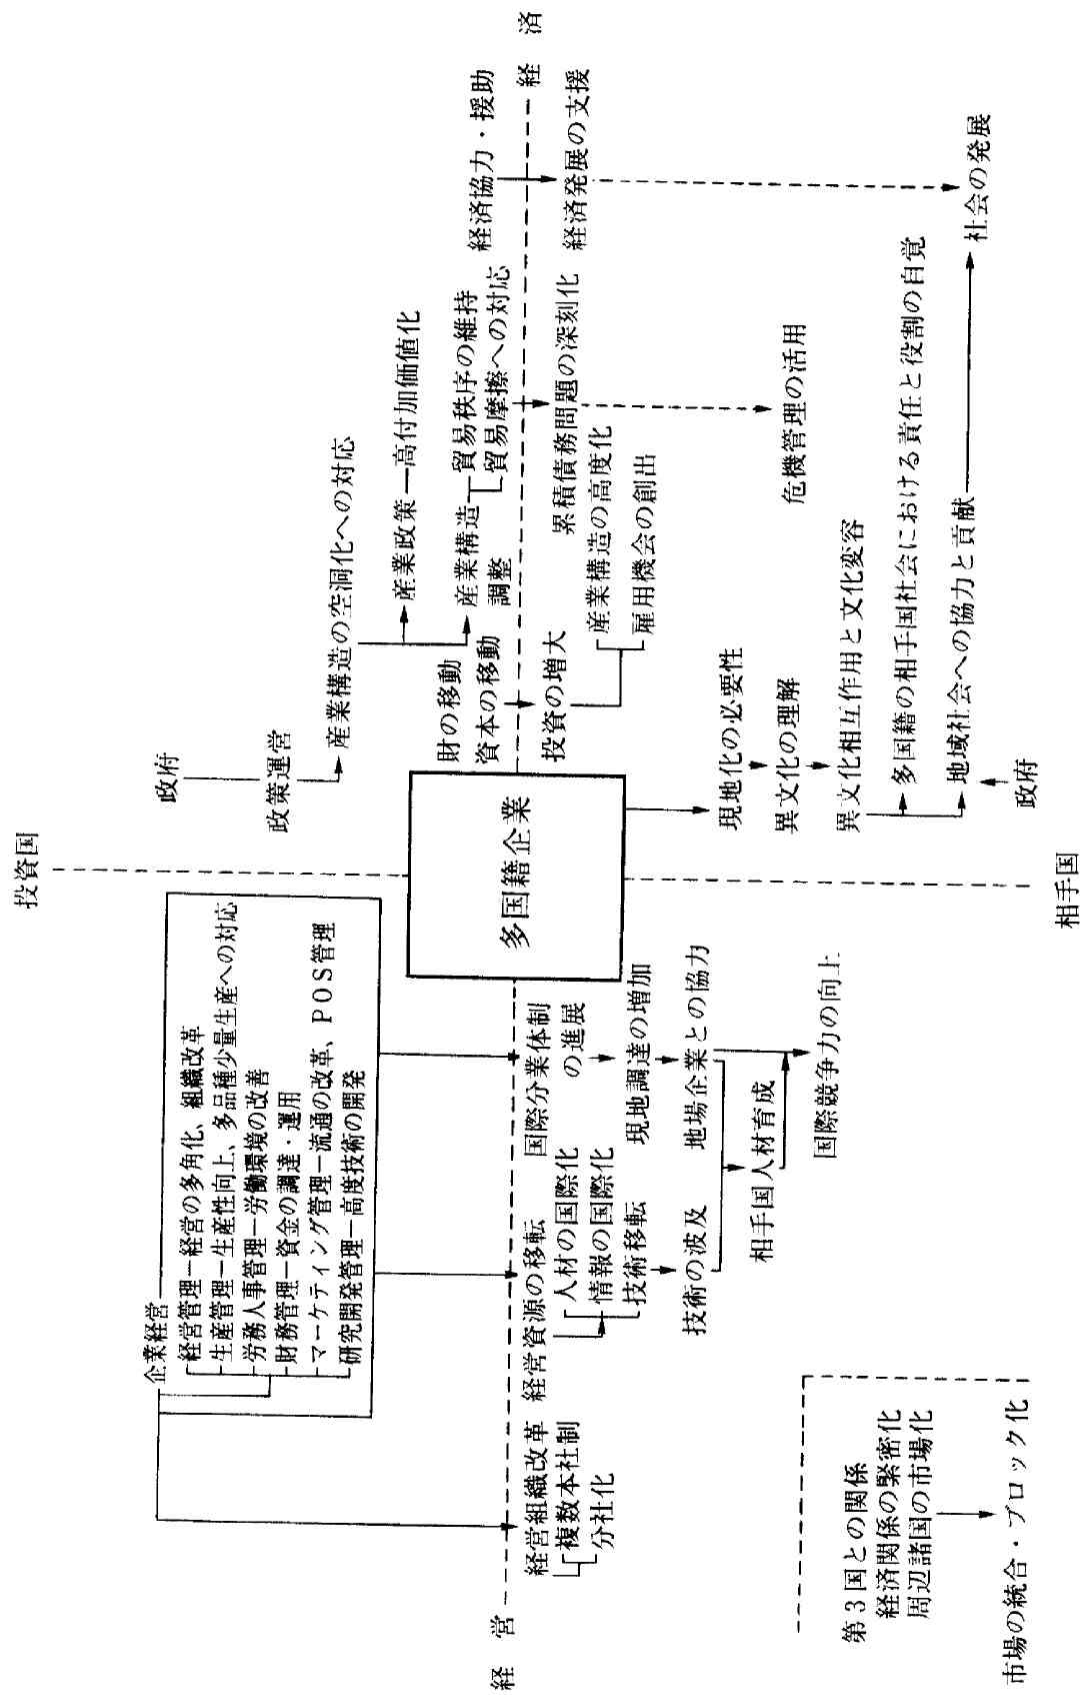 投資国
企業経営
経営管理―経営の多角化、組織改革
生産管理―生産性向上、多品種少量生産への対応
労務人事管理―労働環境の改善
財務管理―資金の調達・運用
マーケティング管理―流通の改革、POS管理
研究開発管理―高度技術の開発
政府
政策運営
産業構造の空洞化への対応
産業政策―高付加価値化
産業構造
調整
貿易秩序の維持
貿易摩擦への対応
経済協力・援助
財の移動
資本の移動
経営
多国籍企業
経済
経営組織改革
複数本社制
分社化
経営資源の移転
人材の国際化
情報の国際化
技術移転
技術の波及
国際分業体制
の進展
現地調達の増加
地場企業との協力
相手国人材育成
国際競争力の向上
投資の増大
産業構造の高度化
雇用機会の創出
累積債務問題の深刻化
危機管理の活用
経済発展の支援
社会の発展
現地化の必要性
異文化の理解
異文化相互作用と文化変容
多国籍の相手国社会における責任と役割の自覚
地域社会への協力と貢献
政府
相手国
第3国との関係
経済関係の緊密化
周辺諸国の市場化
市場の統合・ブロック化